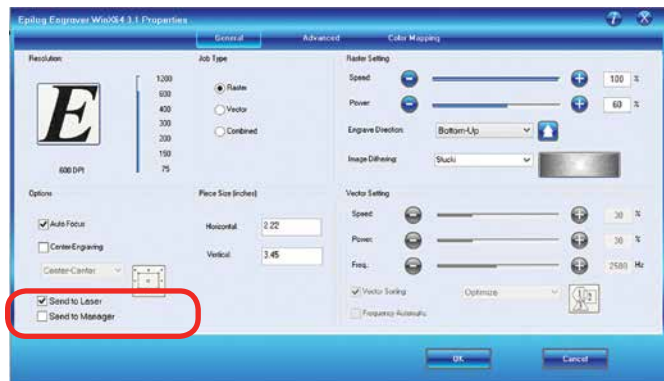 Epilog Engraver WinX64 3.1 Properties
?
X
General
Advanced
Color Mapping
Resolution:
E
1200
600
400
300
200
150
75
600 DPI
Job Type
Raster
Vector
Combined
Raster Setting
Speed:
100 %
Power:
60 %
Engrave Direction:
Bottom-Up
Image Dithering:
Stucki
Options
Auto Focus
Center-Engraving
Center-Center
Send to Laser
Send to Manager
Piece Size (inches)
Horizontal:
2.22
Vertical:
3.45
Vector Setting
Speed:
30 %
Power:
30 %
Freq.:
2500 Hz
Vector Sorting
Optimize
1 2
Frequency Automatic
OK
Cancel